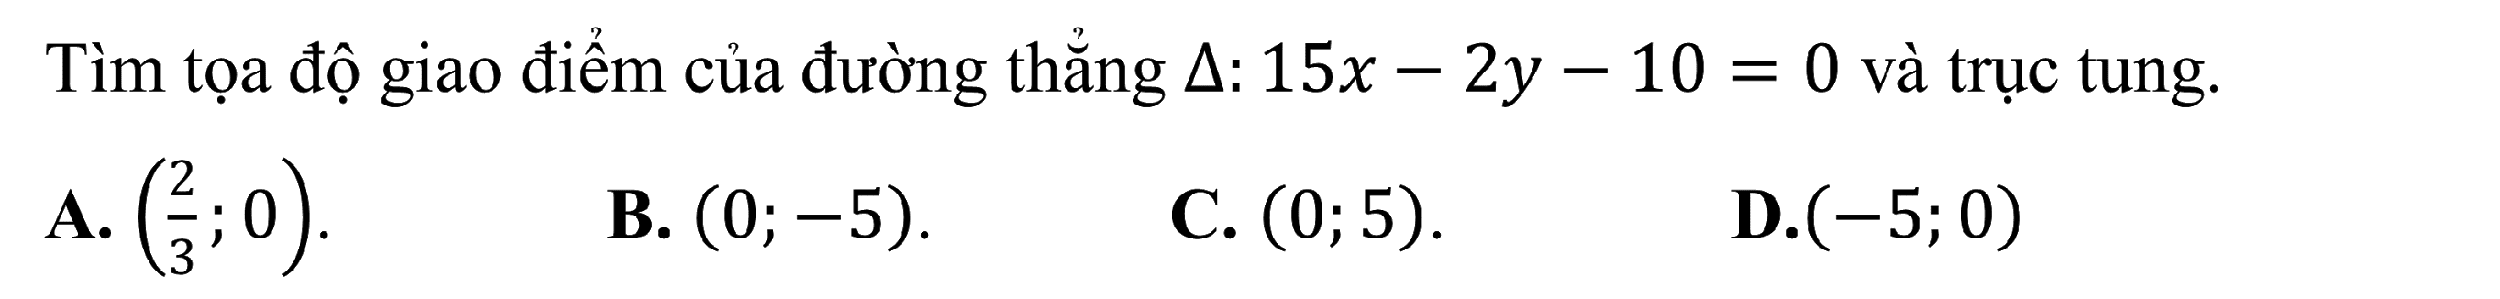 Tìm tọa độ giao điểm của đường thẳng Δ: 15x − 2y − 10 = 0 và trục tung.
A. (2/3; 0). B. (0; −5). C. (0; 5). D.(−5; 0)